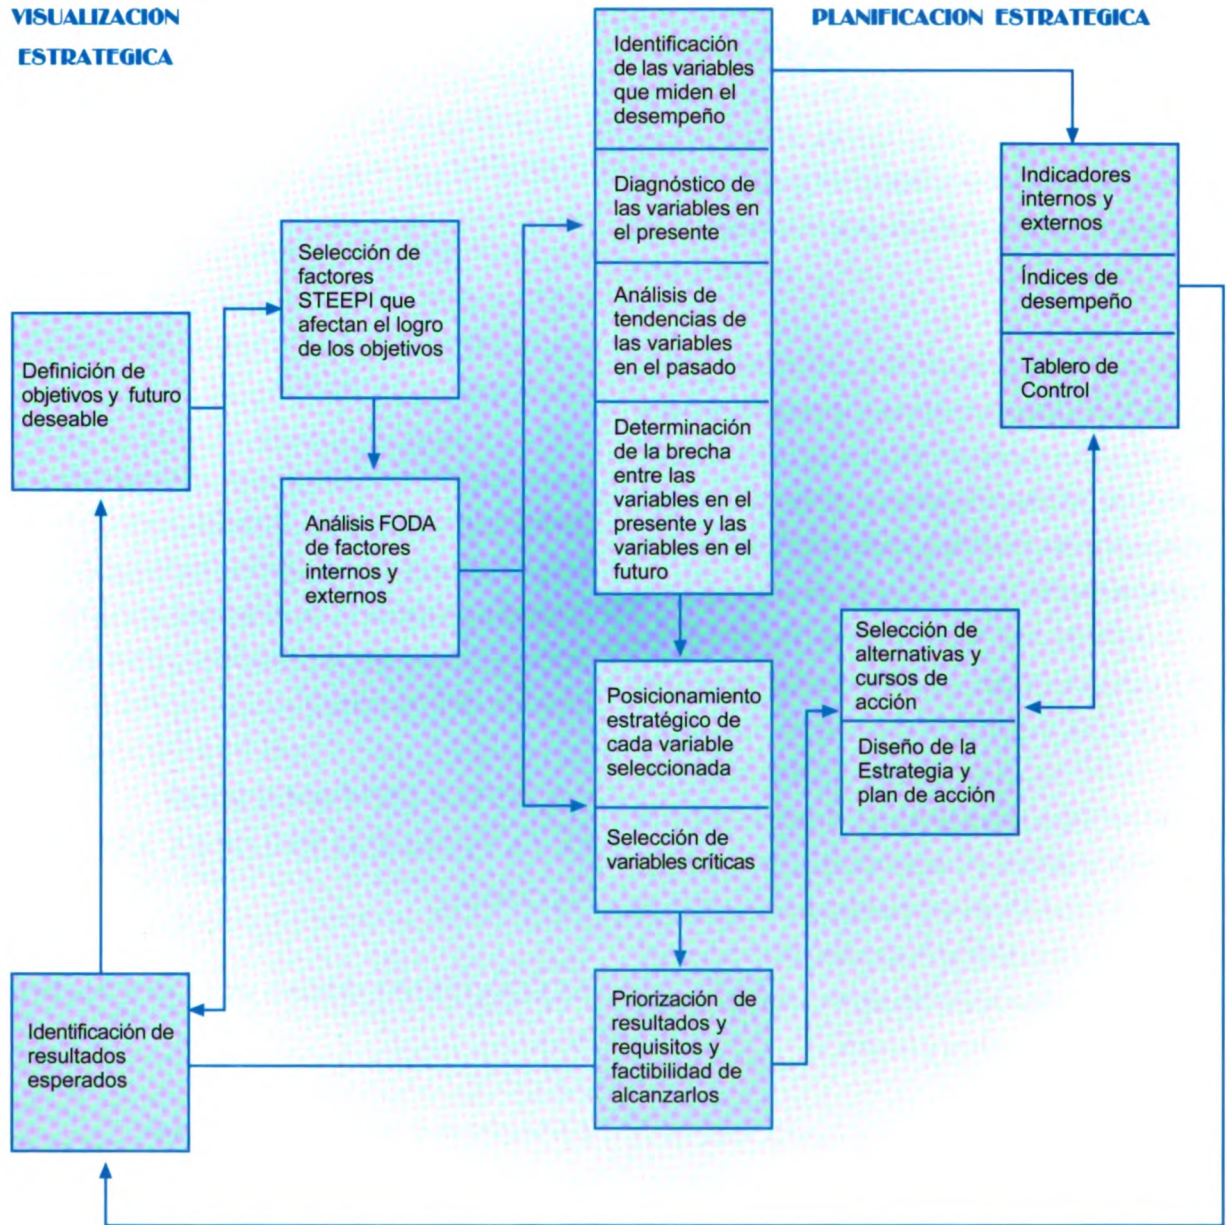 VISUALIZACION
ESTRATEGICA
PLANIFICACION ESTRATEGICA
Definición de
objetivos y futuro
deseable
Identificación de
resultados
esperados
Selección de
factores
STEEPI que
afectan el logro
de los objetivos
Análisis FODA
de factores
internos y
externos
Identificación
de las variables
que miden el
desempeño
Diagnóstico de
las variables en
el presente
Análisis de
tendencias de
las variables
en el pasado
Determinación
de la brecha
entre las
variables en el
presente y las
variables en el
futuro
Posicionamiento
estratégico de
cada variable
seleccionada
Selección de
variables críticas
Priorización de
resultados y
requisitos y
factibilidad de
alcanzarlos
Selección de
alternativas y
cursos de
acción
Diseño de la
Estrategia y
plan de acción
Indicadores
internos y
externos
Índices de
desempeño
Tablero de
Control